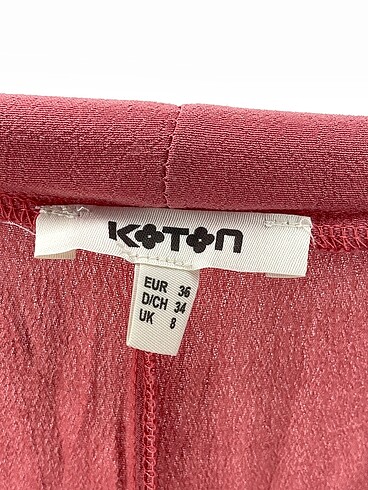 KOTON
EUR 36
D/CH 34
UK 8